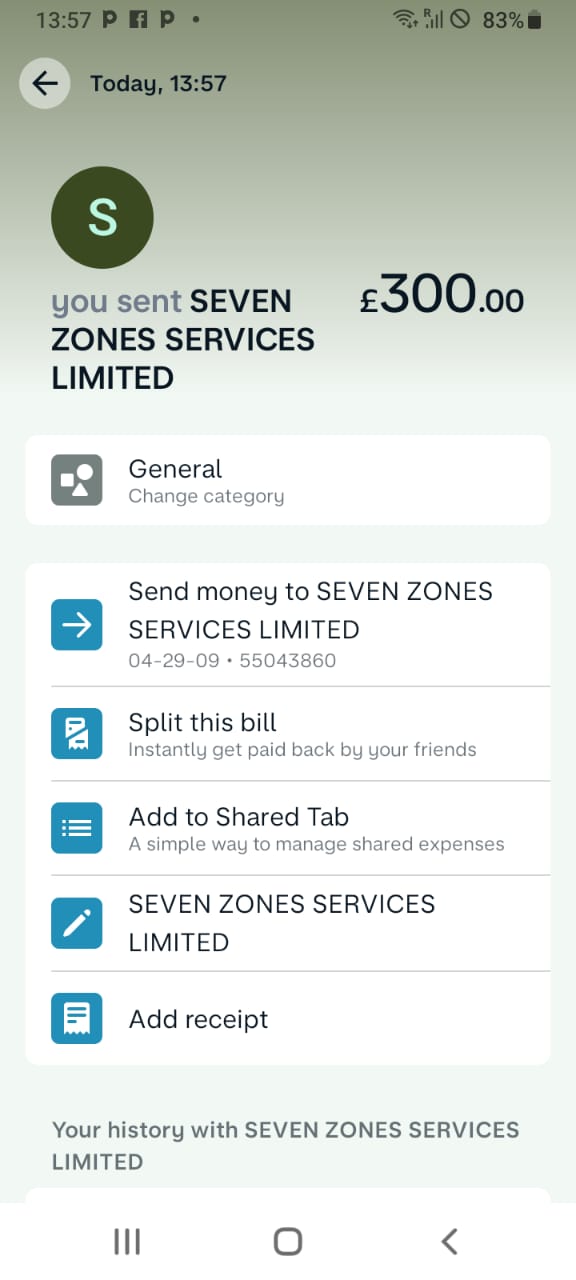 13:57
83%
Today, 13:57
S
you sent SEVEN
ZONES SERVICES
LIMITED
£300.00
General
Change category
Send money to SEVEN ZONES
SERVICES LIMITED
04-29-09 • 55043860
Split this bill
Instantly get paid back by your friends
Add to Shared Tab
A simple way to manage shared expenses
SEVEN ZONES SERVICES
LIMITED
Add receipt
Your history with SEVEN ZONES SERVICES
LIMITED